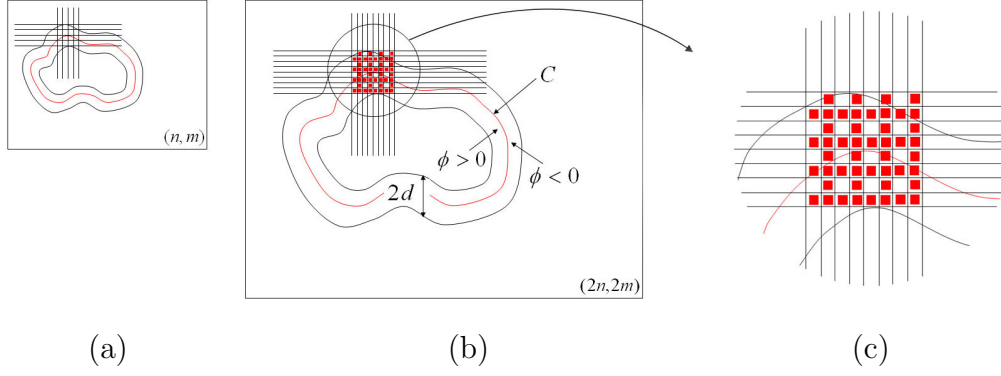 (n, m)
C
ϕ > 0
ϕ < 0
2d
(2n, 2m)
(a)
(b)
(c)